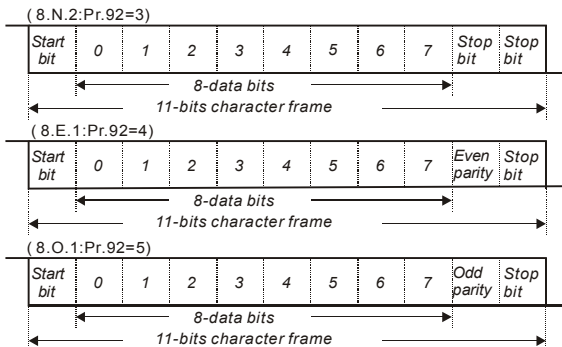 ( 8.N.2:Pr.92=3)
Start bit 0 1 2 3 4 5 6 7 Stop bit Stop bit
8-data bits
11-bits character frame
( 8.E.1:Pr.92=4)
Start bit 0 1 2 3 4 5 6 7 Even parity Stop bit
8-data bits
11-bits character frame
( 8.O.1:Pr.92=5)
Start bit 0 1 2 3 4 5 6 7 Odd parity Stop bit
8-data bits
11-bits character frame